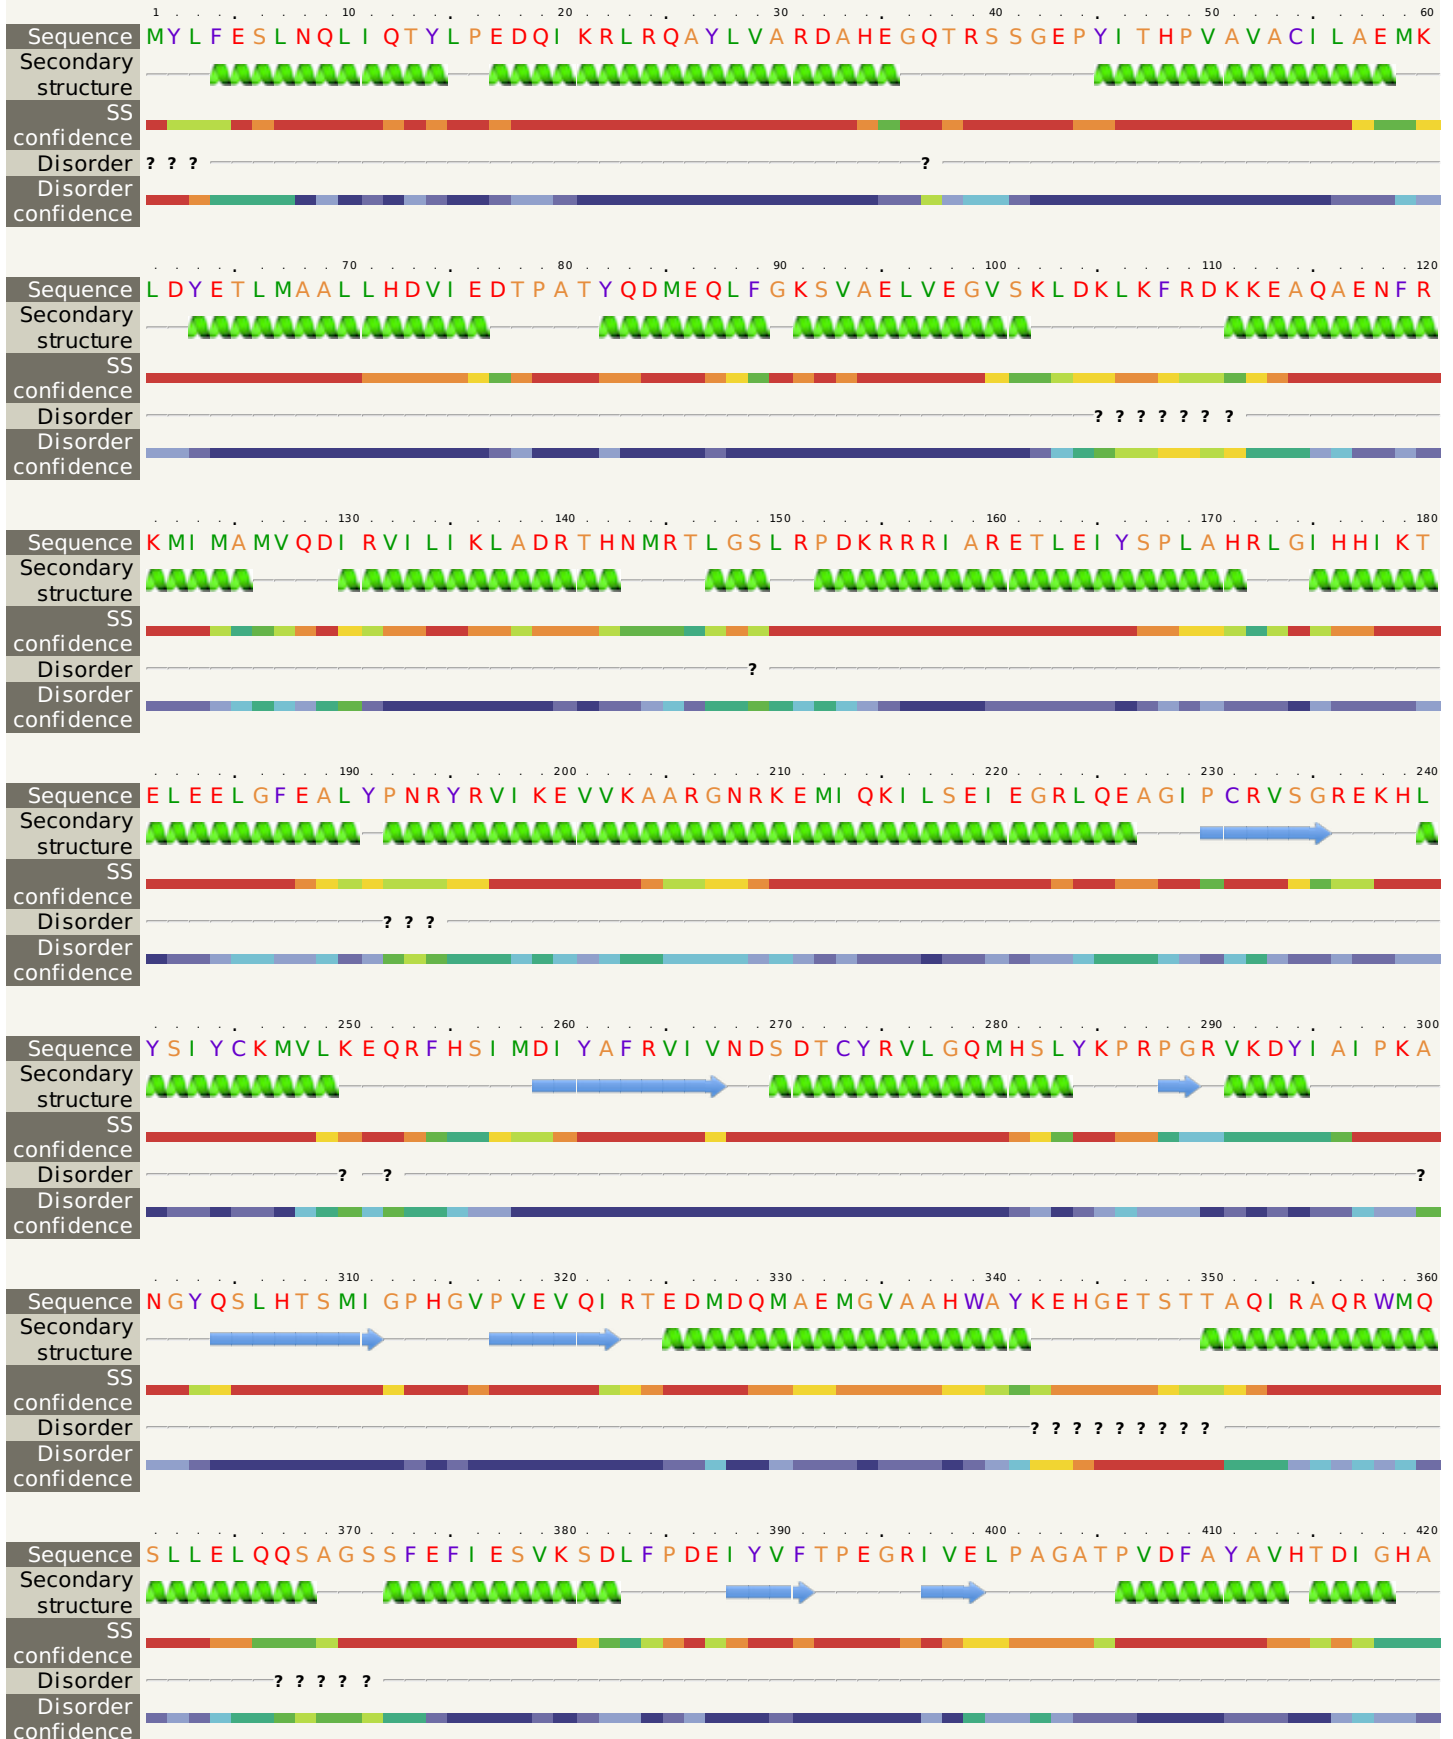 1 10 20 30 40 50 60
Sequence MYLFESLNQLIQTYLPEDQIKRLRQAYLVARDAHEGQTRSSGEPYITHPVAVACILAEMK
Secondary
structure
SS
confidence
Disorder ? ? ? ?
Disorder
confidence
70 80 90 100 110 120
Sequence LDYETLMAALLHDVIEDTPATYQDMEQLFGKSVAELVEGVSKLDKLKFRDKKEAQAENFR
Secondary
structure
SS
confidence
Disorder ? ? ? ? ? ? ?
Disorder
confidence
130 140 150 160 170 180
Sequence KMIMAMVQDIRVILIKLADRTHNMRTLGSLRPDKRRRIARETLEIYSPLAHRLGIHHIKT
Secondary
structure
SS
confidence
Disorder ?
Disorder
confidence
190 200 210 220 230 240
Sequence ELEELGFEALYPNRYRVIKEVVKAARGNRKEMIQKILSEIEGRLQEAGIPCRVSGREKHL
Secondary
structure
SS
confidence
Disorder ? ? ?
Disorder
confidence
250 260 270 280 290 300
Sequence YSIYCKMVLKEQRFHSIMDIYAFRVIVNDSDTCYRVLGQMHSLYKPRPGRVKDYIAIPKA
Secondary
structure
SS
confidence
Disorder ? ? ?
Disorder
confidence
310 320 330 340 350 360
Sequence NGYQSLHTSMIGPHGVPVEVQIRTEDMDQMAEMGVAAHWAYKEHGETSTTAQIRAQRWMQ
Secondary
structure
SS
confidence
Disorder ? ? ? ? ? ? ? ? ?
Disorder
confidence
370 380 390 400 410 420
Sequence SLLELQQSAGSSFEFIESVKSDLFPDEIYVFTPEGRIVELPAGATPVDFAYAVHTDIGHA
Secondary
structure
SS
confidence
Disorder ? ? ? ? ?
Disorder
confidence